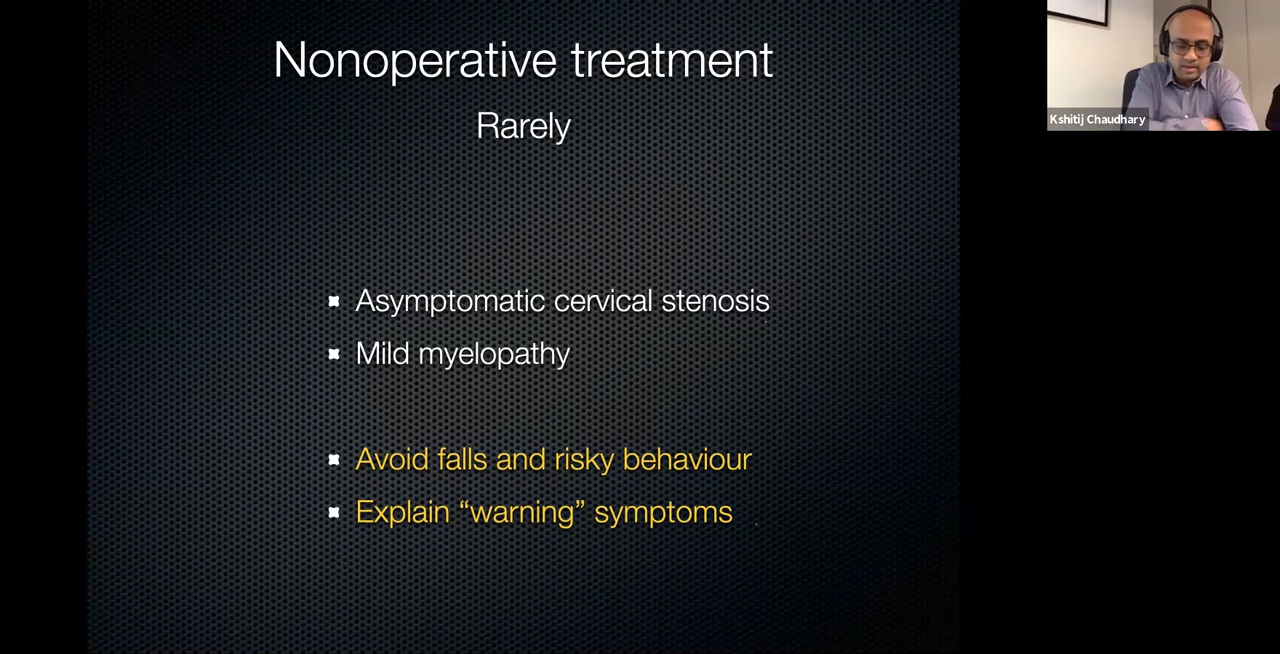 Nonoperative treatment
Rarely
Asymptomatic cervical stenosis
Mild myelopathy
Avoid falls and risky behaviour
Explain “warning” symptoms
Kshitij Chaudhary